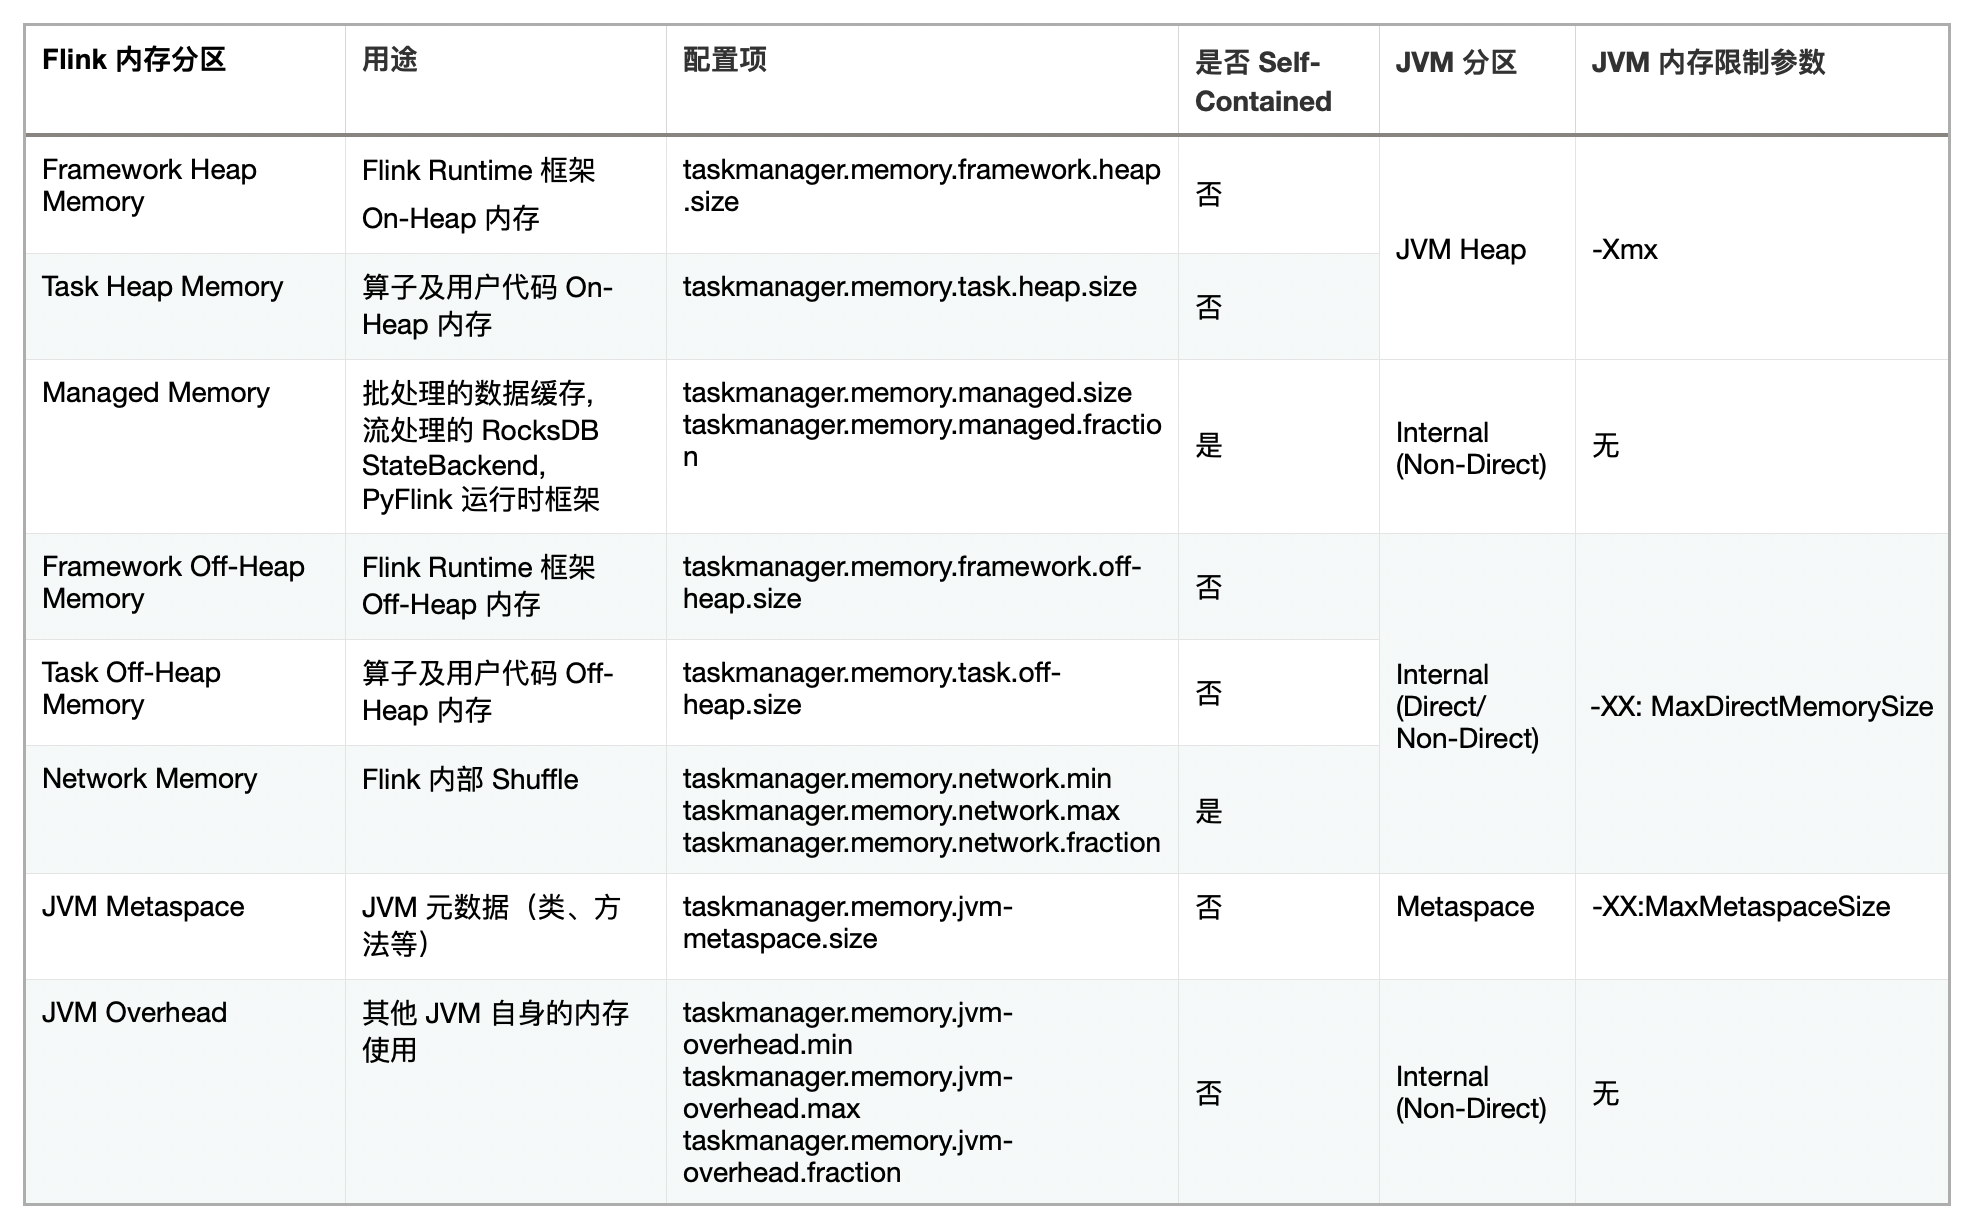 Flink 内存分区
用途
配置项
是否 Self-
Contained
JVM 分区
JVM 内存限制参数
Framework Heap
Memory
Flink Runtime 框架
On-Heap 内存
taskmanager.memory.framework.heap
.size
否
JVM Heap
-Xmx
Task Heap Memory
算子及用户代码 On-
Heap 内存
taskmanager.memory.task.heap.size
否
Managed Memory
批处理的数据缓存,
流处理的 RocksDB
StateBackend,
PyFlink 运行时框架
taskmanager.memory.managed.size
taskmanager.memory.managed.fractio
n
是
Internal
(Non-Direct)
无
Framework Off-Heap
Memory
Flink Runtime 框架
Off-Heap 内存
taskmanager.memory.framework.off-
heap.size
否
Internal
(Direct/
Non-Direct)
-XX: MaxDirectMemorySize
Task Off-Heap
Memory
算子及用户代码 Off-
Heap 内存
taskmanager.memory.task.off-
heap.size
否
Network Memory
Flink 内部 Shuffle
taskmanager.memory.network.min
taskmanager.memory.network.max
taskmanager.memory.network.fraction
是
JVM Metaspace
JVM 元数据（类、方
法等）
taskmanager.memory.jvm-
metaspace.size
否
Metaspace
-XX:MaxMetaspaceSize
JVM Overhead
其他 JVM 自身的内存
使用
taskmanager.memory.jvm-
overhead.min
taskmanager.memory.jvm-
overhead.max
taskmanager.memory.jvm-
overhead.fraction
否
Internal
(Non-Direct)
无